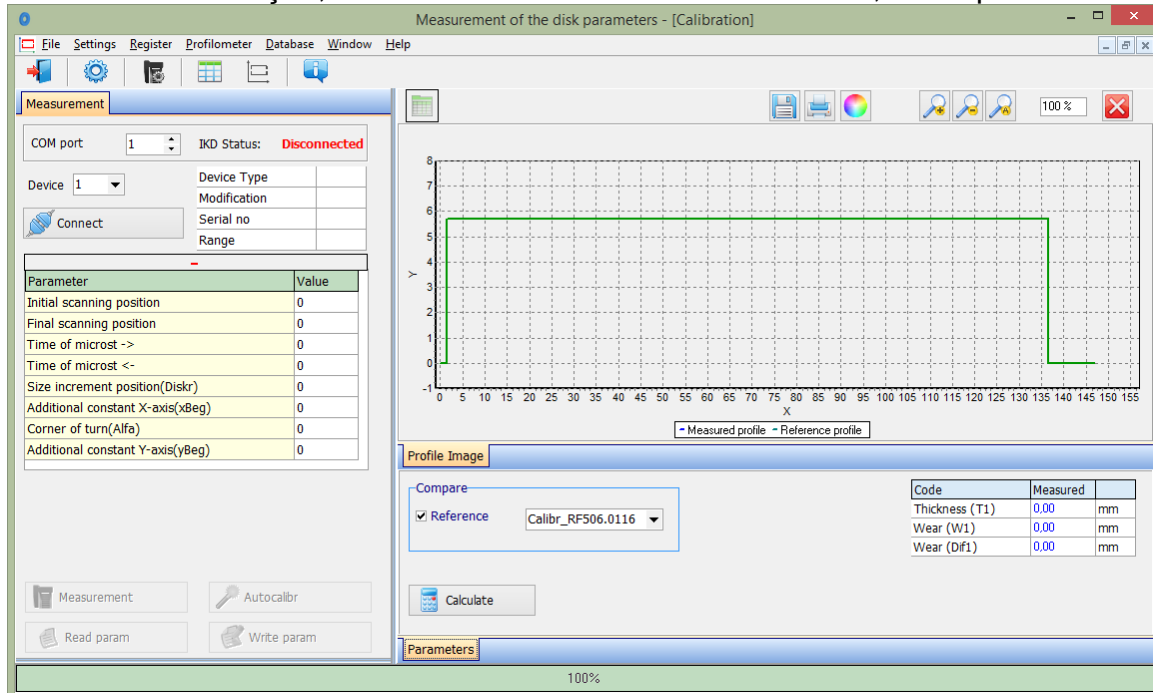 Measurement of the disk parameters - [Calibration]
File Settings Register Profilometer Database Window Help
100 %
Measurement
COM port 1 IKD Status: Disconnected
Device 1
Connect
Device Type
Modification
Serial no
Range
-
Parameter Value
Initial scanning position 0
Final scanning position 0
Time of microst -> 0
Time of microst <- 0
Size increment position(Diskr) 0
Additional constant X-axis(xBeg) 0
Corner of turn(Alfa) 0
Additional constant Y-axis(yBeg) 0
Measurement Autocalibr
Read param Write param
8
7
6
5
4
3
2
1
0
-1
Y
0 5 10 15 20 25 30 35 40 45 50 55 60 65 70 75 80 85 90 95 100 105 110 115 120 125 130 135 140 145 150 155
X
Measured profile Reference profile
Profile Image
Compare
Reference Calibr_RF506.0116
Code Measured
Thickness (T1) 0,00 mm
Wear (W1) 0,00 mm
Wear (Dif1) 0,00 mm
Calculate
Parameters
100%